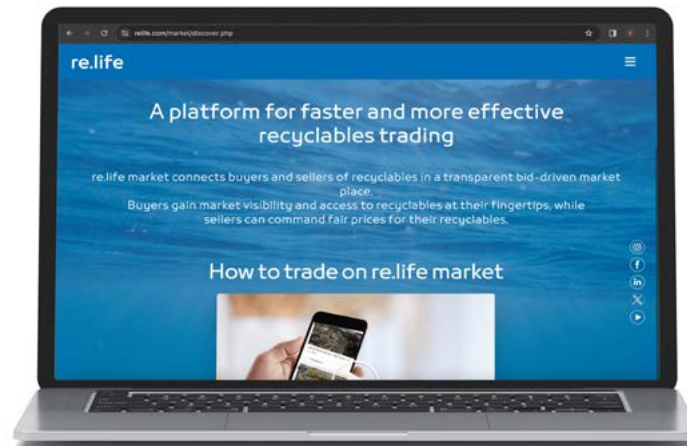 relife.com/market/discover.php
re.life
A platform for faster and more effective
recyclables trading
re.life market connects buyers and sellers of recyclables in a transparent bid-driven market
place.
Buyers gain market visibility and access to recyclables at their fingertips, while
sellers can command fair prices for their recyclables.
How to trade on re.life market